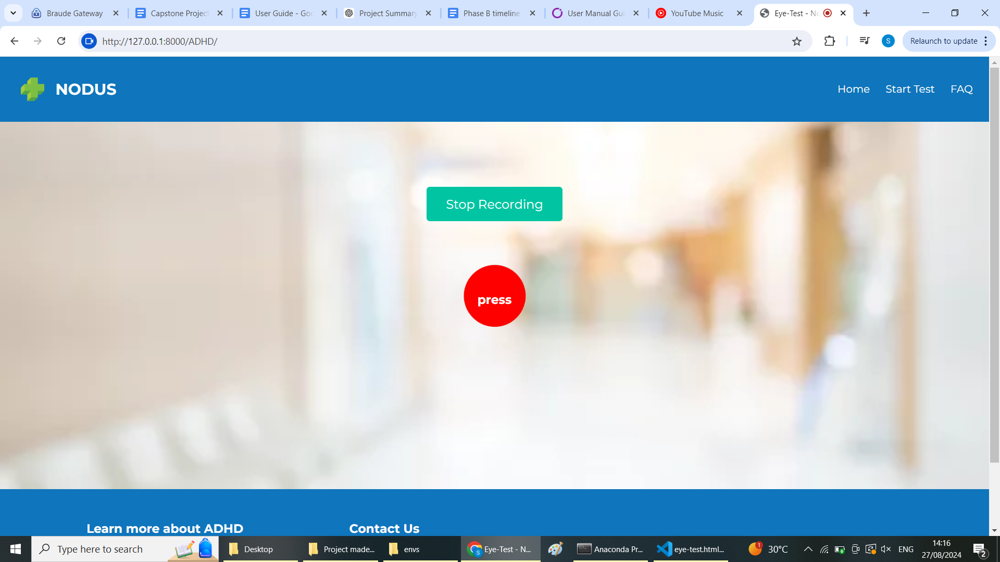 Braude Gateway
Capstone Project
User Guide - Goo
Project Summary
Phase B timeline
User Manual Gui
YouTube Music
Eye-Test - No
http://127.0.0.1:8000/ADHD/
S
Relaunch to update
NODUS
Home
Start Test
FAQ
Stop Recording
press
Learn more about ADHD
Contact Us
Type here to search
Desktop
Project made...
envs
S
Eye-Test - N...
Anaconda Pr...
eye-test.html...
1
30°C
ENG
14:16
27/08/2024
2